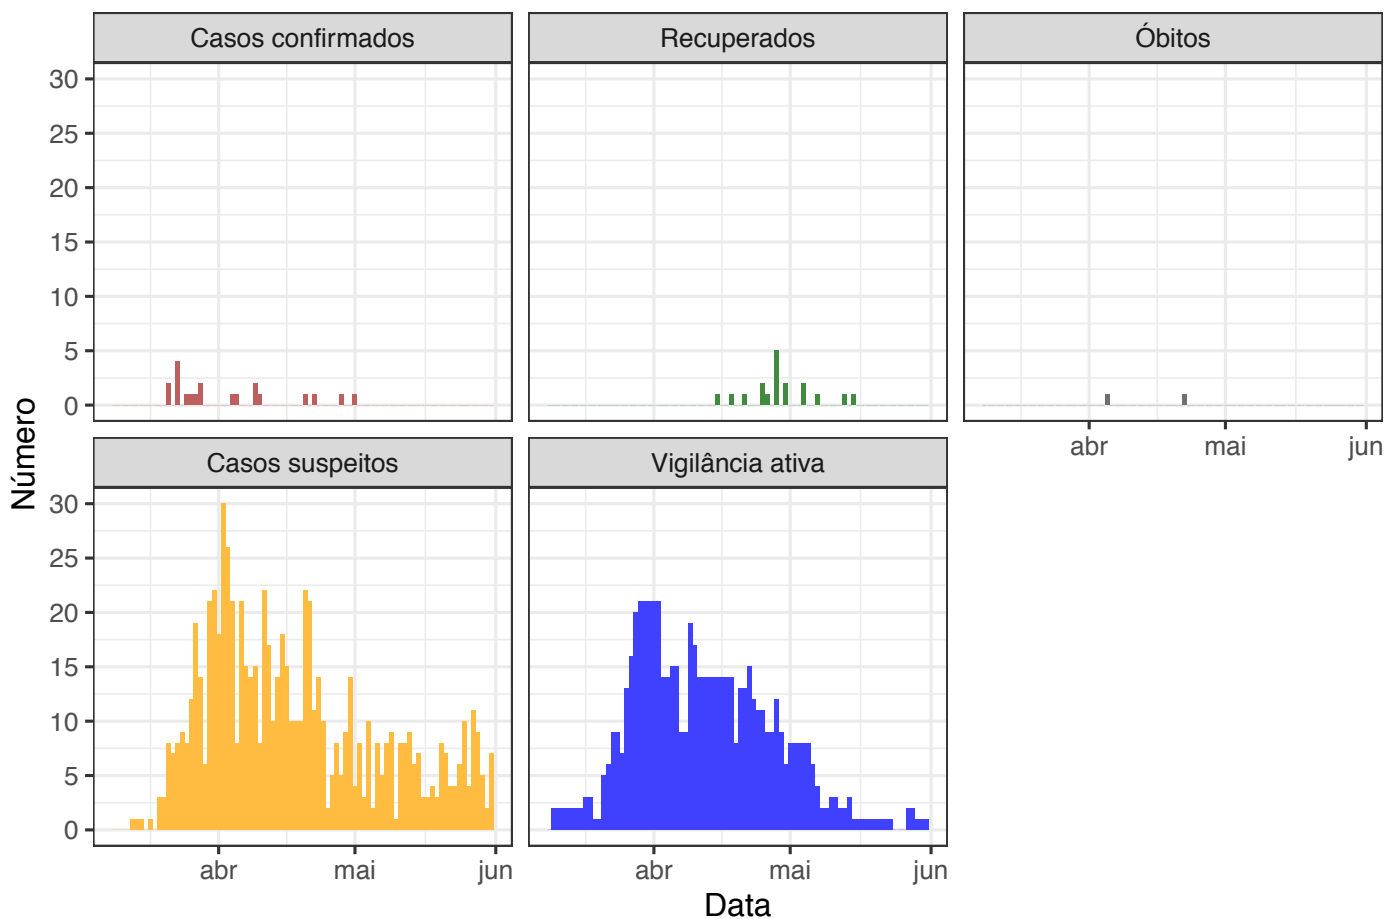 Casos confirmados
Recuperados
Óbitos
30
25
20
15
10
5
0
abr
mai
jun
Número
Casos suspeitos
Vigilância ativa
30
25
20
15
10
5
0
abr
mai
jun
abr
mai
jun
Data